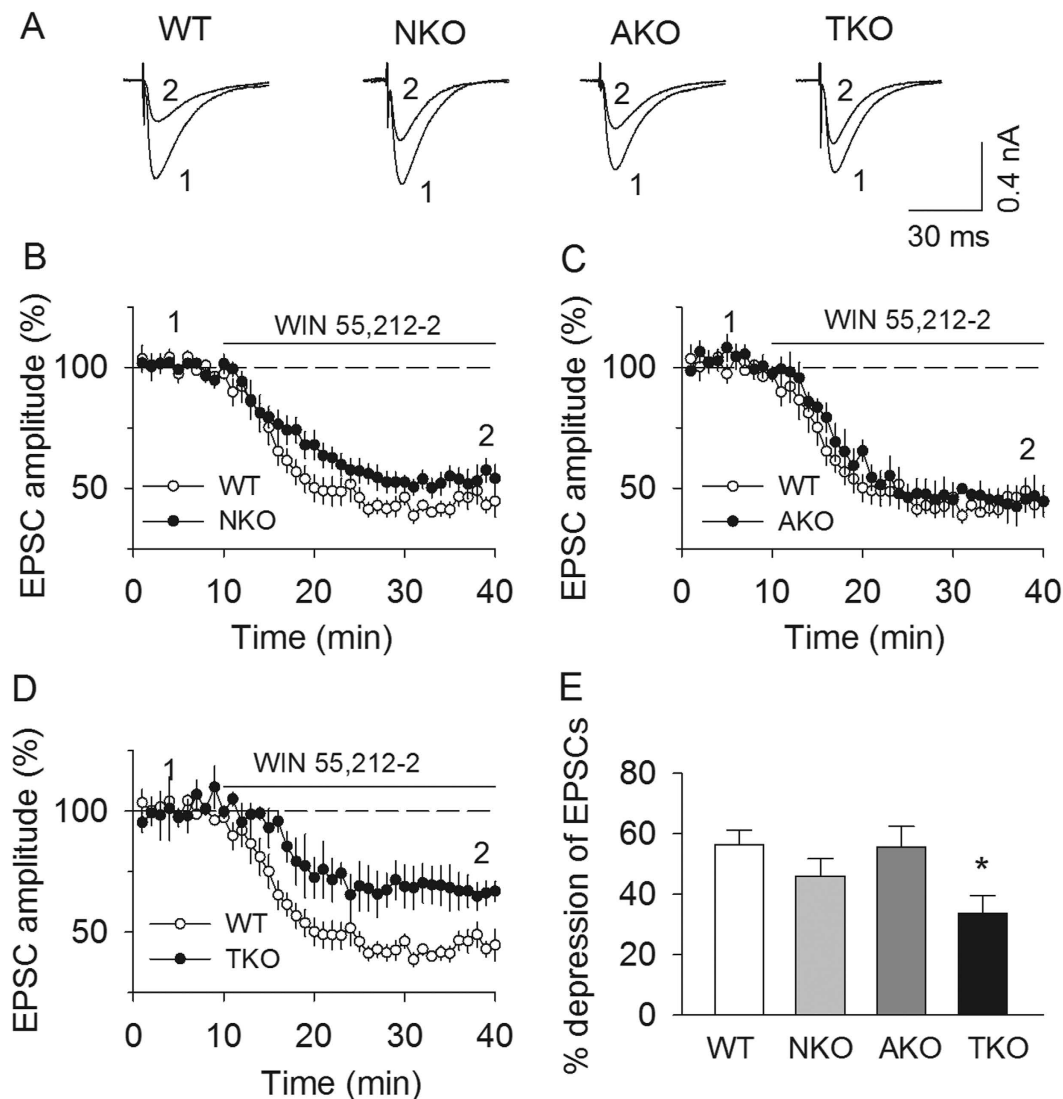 A
WT NKO AKO TKO
2 2 2 2
1 1 1 1
0.4 nA
30 ms
B
EPSC amplitude (%)
100
50
1
WIN 55,212-2
2
WT
NKO
0 10 20 30 40
Time (min)
C
EPSC amplitude (%)
100
50
1
WIN 55,212-2
2
WT
AKO
0 10 20 30 40
Time (min)
D
EPSC amplitude (%)
100
50
1
WIN 55,212-2
2
WT
TKO
0 10 20 30 40
Time (min)
E
% depression of EPSCs
80
60
40
20
0
*
WT NKO AKO TKO